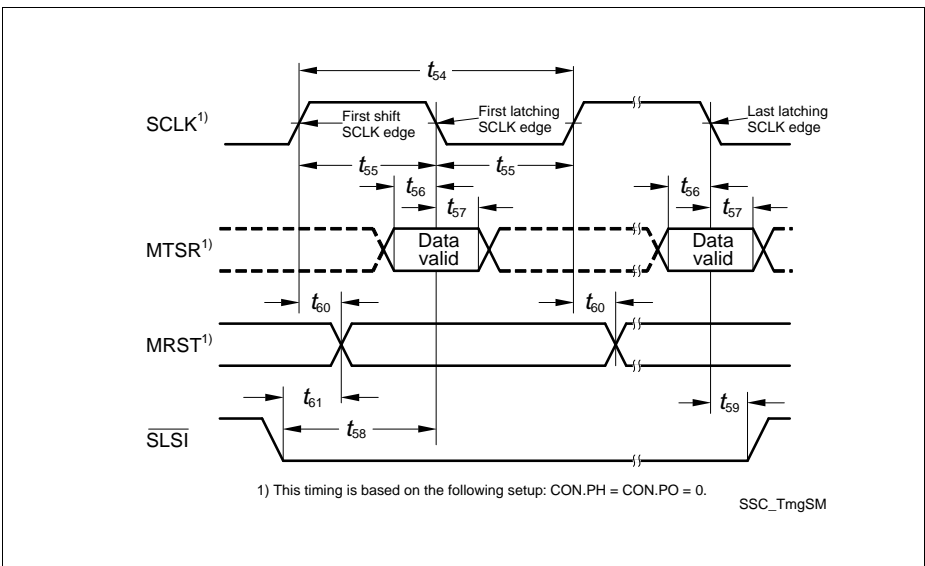 t54
SCLK1)
First shift
SCLK edge
First latching
SCLK edge
Last latching
SCLK edge
t55
t55
t56
t56
t57
t57
MTSR1)
Data
valid
Data
valid
t60
t60
MRST1)
t61
t59
t58
SLSI
1) This timing is based on the following setup: CON.PH = CON.PO = 0.
SSC_TmgSM